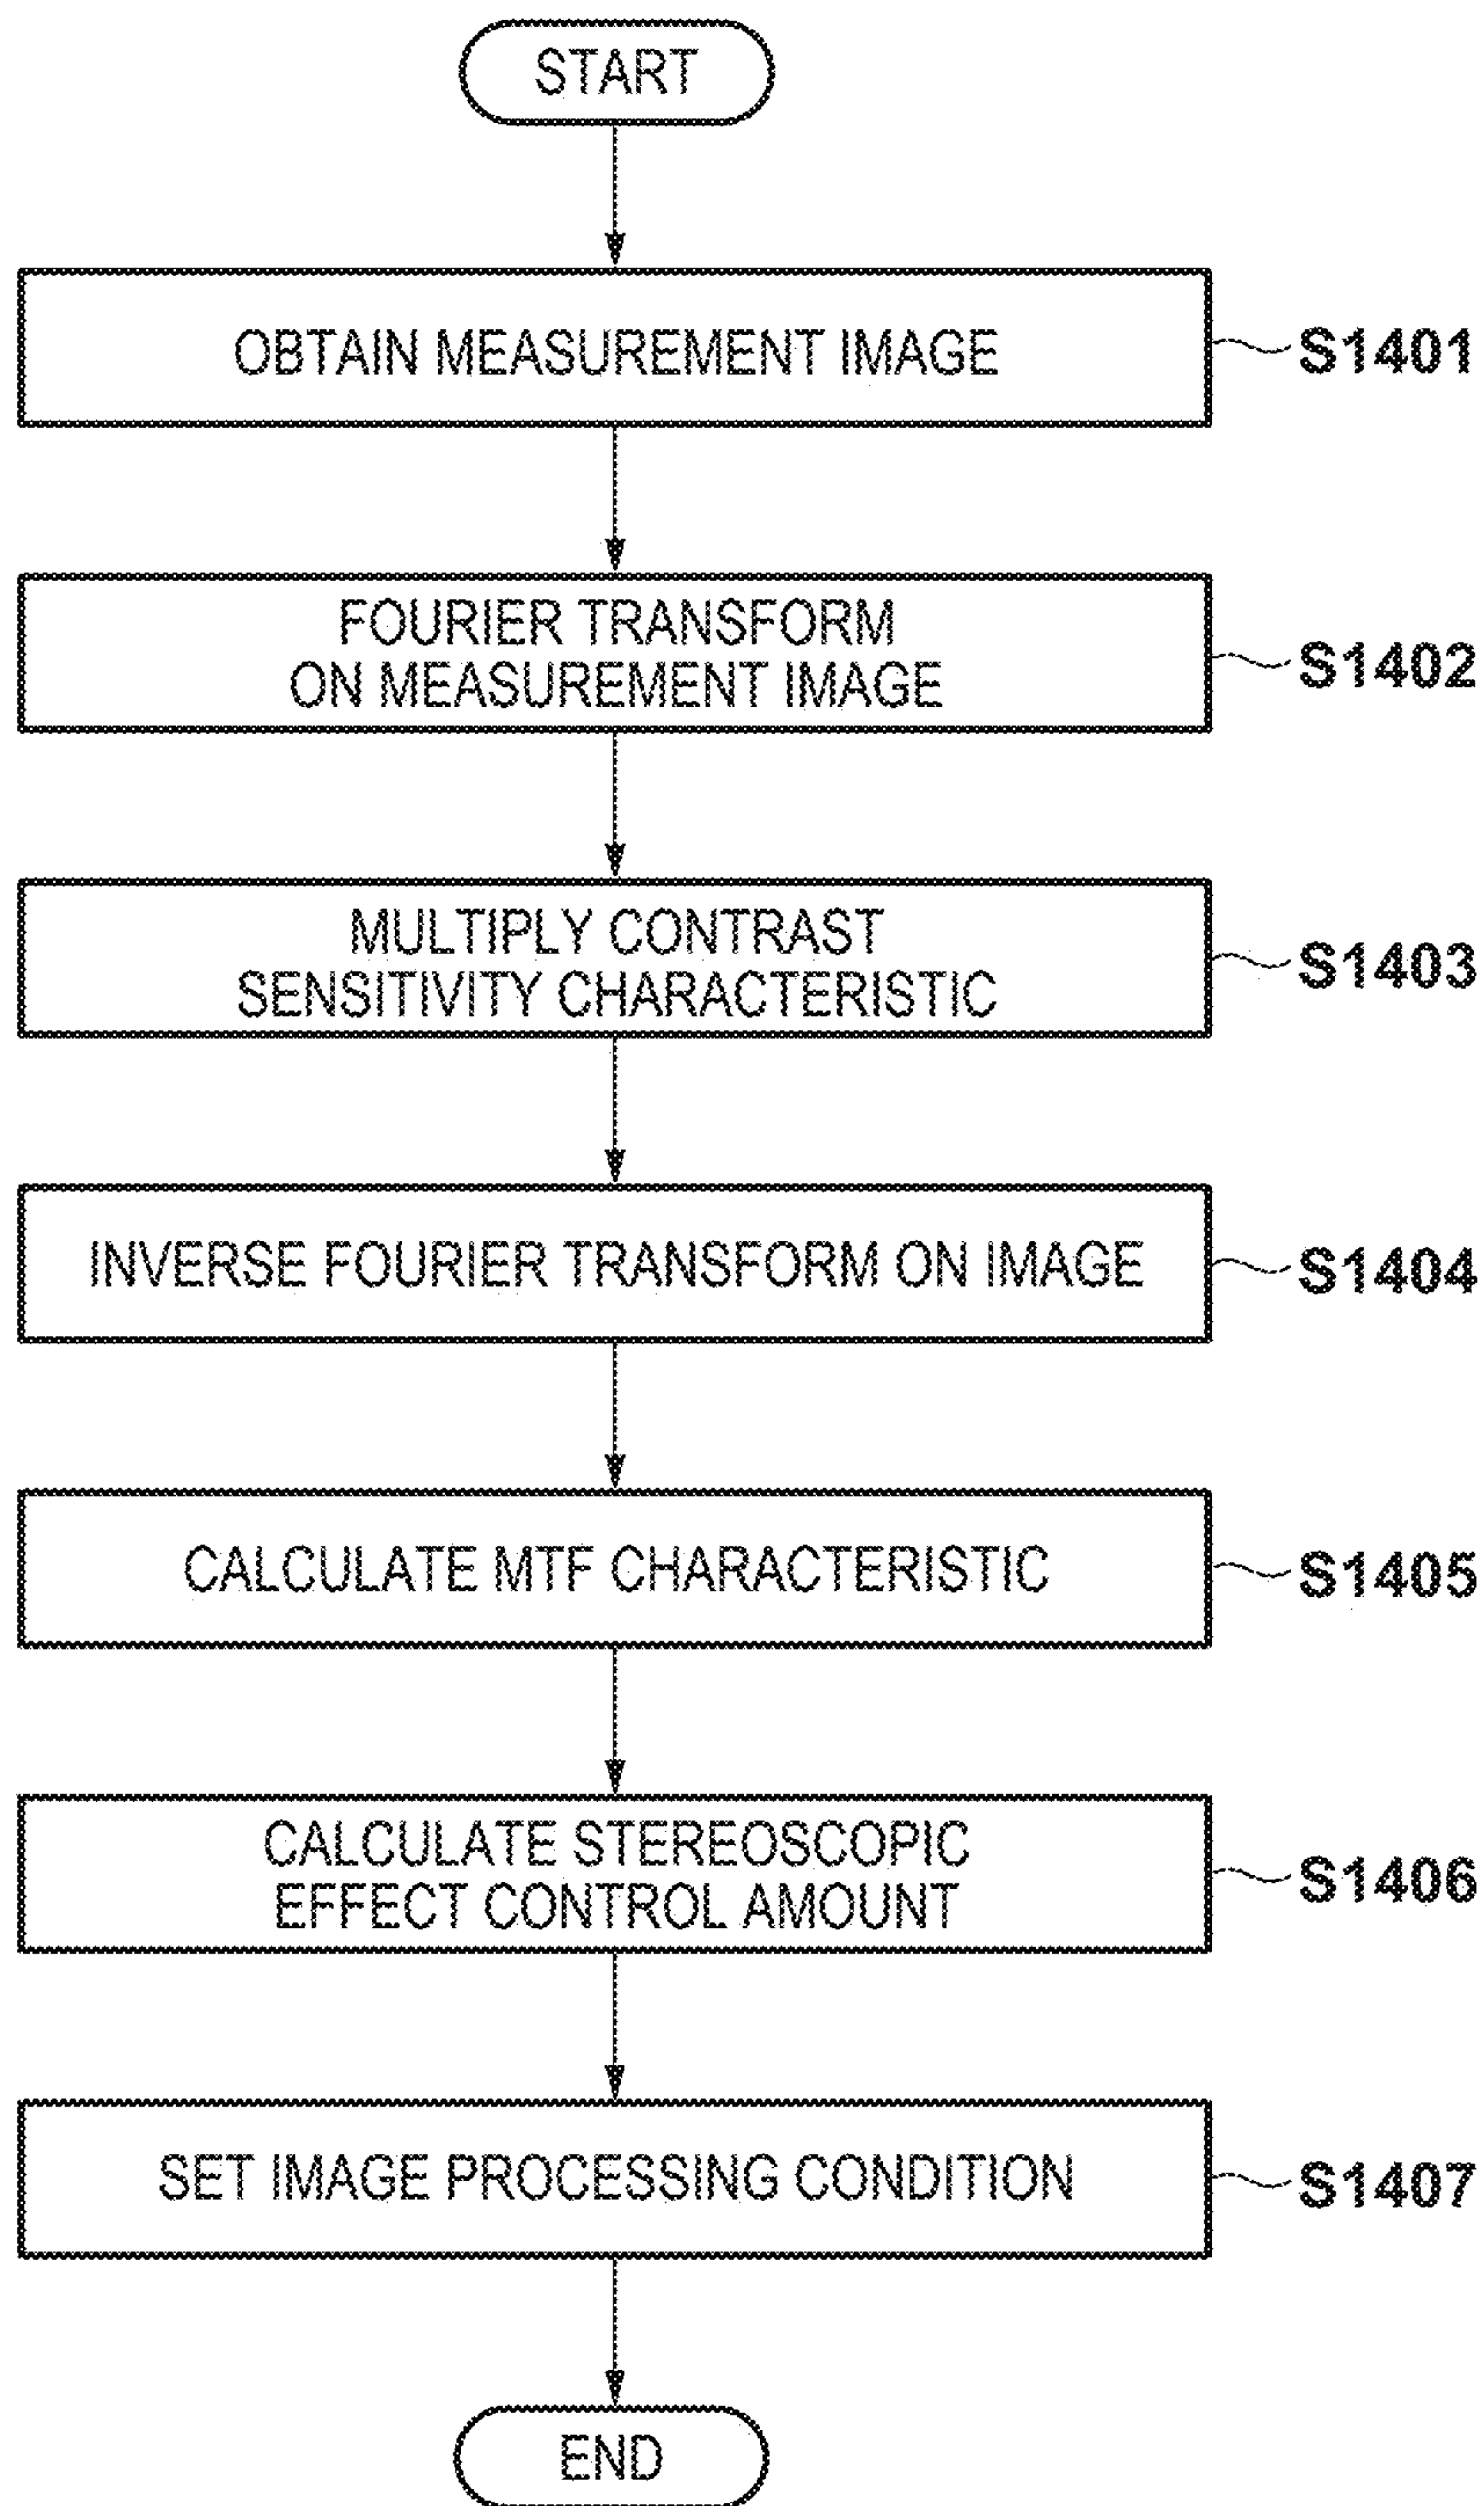 START
OBTAIN MEASUREMENT IMAGE
S1401
FOURIER TRANSFORM
ON MEASUREMENT IMAGE
S1402
MULTIPLY CONTRAST
SENSITIVITY CHARACTERISTIC
S1403
INVERSE FOURIER TRANSFORM ON IMAGE
S1404
CALCULATE MTF CHARACTERISTIC
S1405
CALCULATE STEREOSCOPIC
EFFECT CONTROL AMOUNT
S1406
SET IMAGE PROCESSING CONDITION
S1407
END